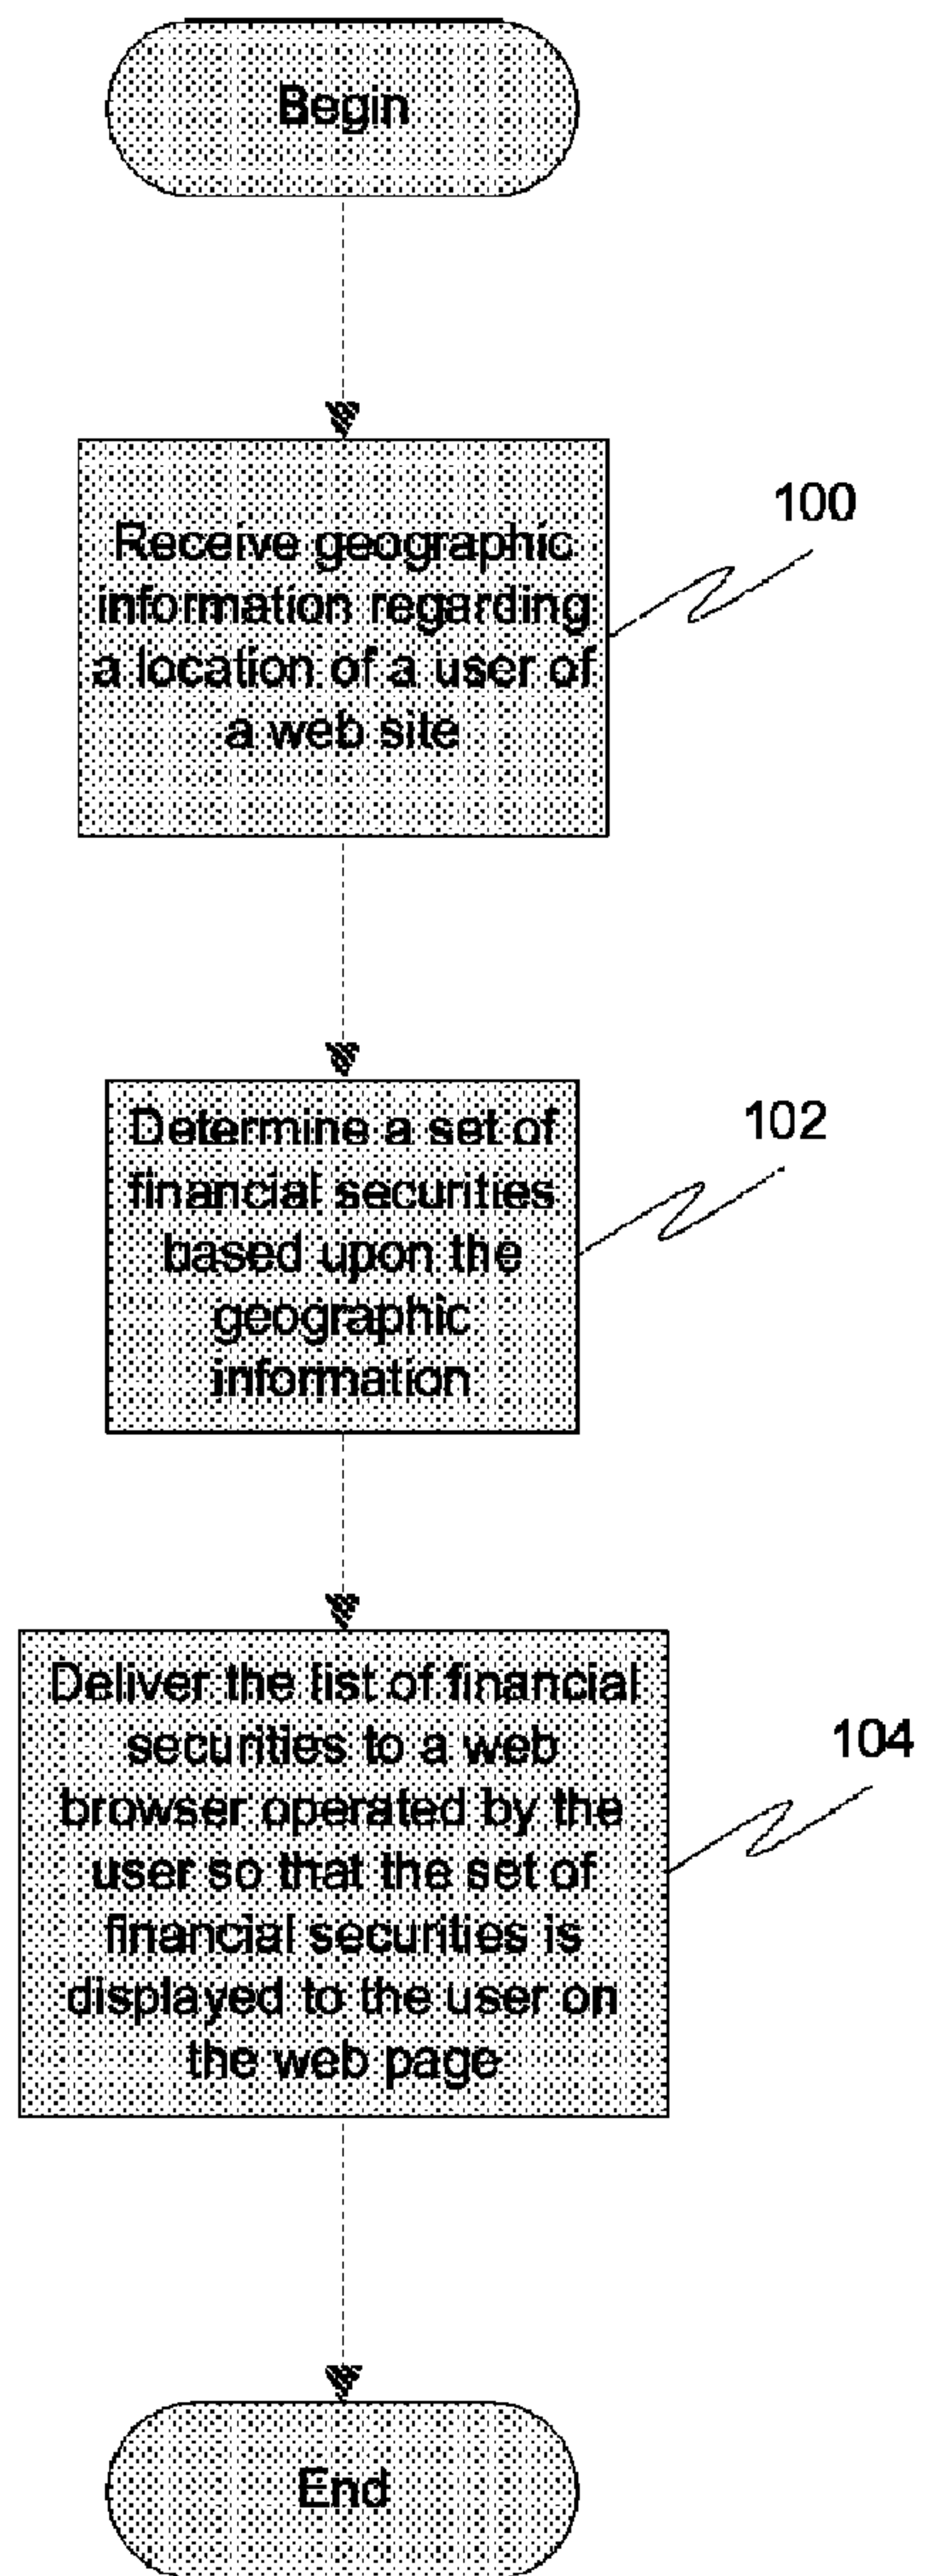 Begin
100
Receive geographic
information regarding
a location of a user of
a web site
102
Determine a set of
financial securities
based upon the
geographic
information
104
Deliver the list of financial
securities to a web
browser operated by the
user so that the set of
financial securities is
displayed to the user on
the web page
End